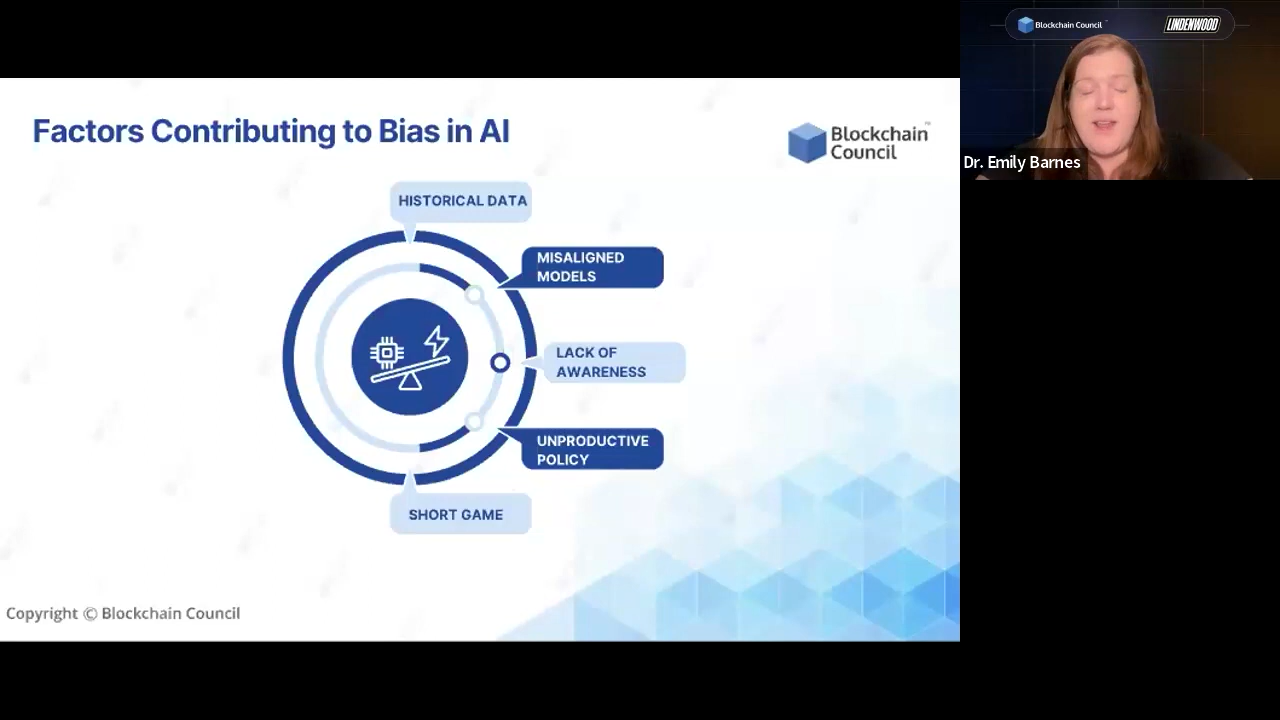 Blockchain Council
LINDENWOOD
Dr. Emily Barnes
Factors Contributing to Bias in AI
Blockchain
Council
™
HISTORICAL DATA
MISALIGNED
MODELS
LACK OF
AWARENESS
UNPRODUCTIVE
POLICY
SHORT GAME
Copyright © Blockchain Council